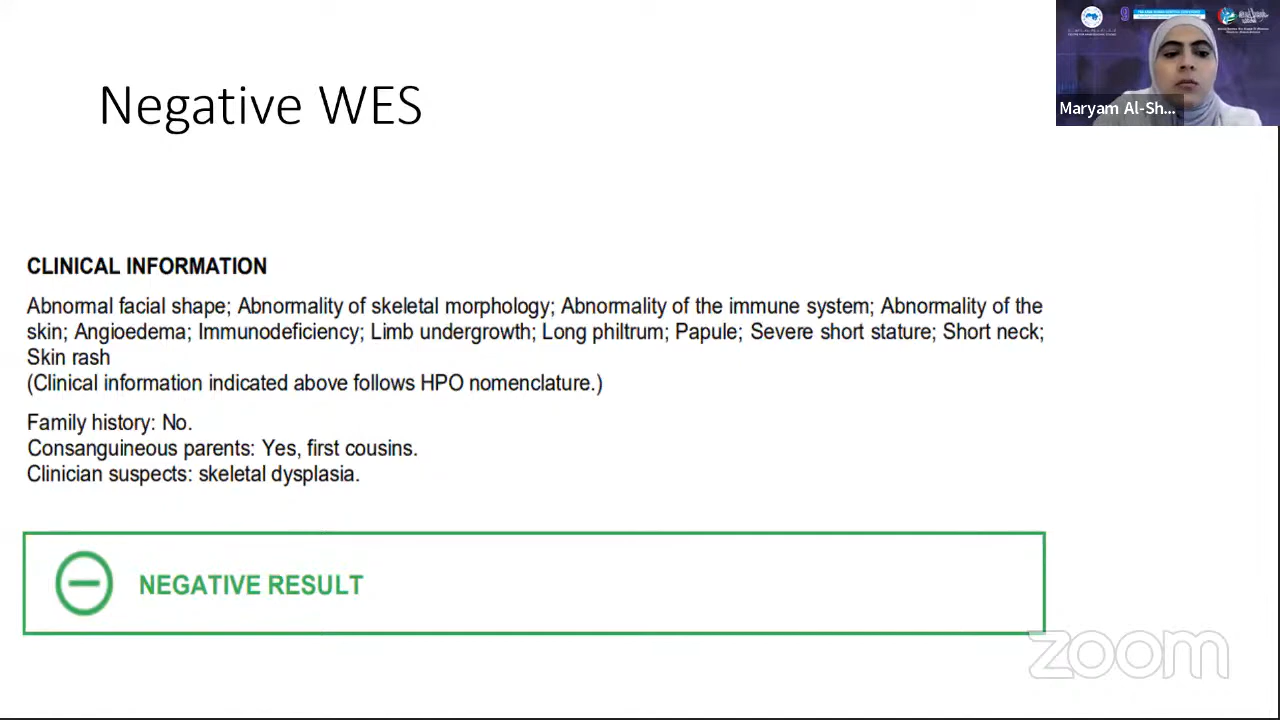 Negative WES
Maryam Al-Sh...
CLINICAL INFORMATION
Abnormal facial shape; Abnormality of skeletal morphology; Abnormality of the immune system; Abnormality of the
skin; Angioedema; Immunodeficiency; Limb undergrowth; Long philtrum; Papule; Severe short stature; Short neck;
Skin rash
(Clinical information indicated above follows HPO nomenclature.)
Family history: No.
Consanguineous parents: Yes, first cousins.
Clinician suspects: skeletal dysplasia.
NEGATIVE RESULT
zoom